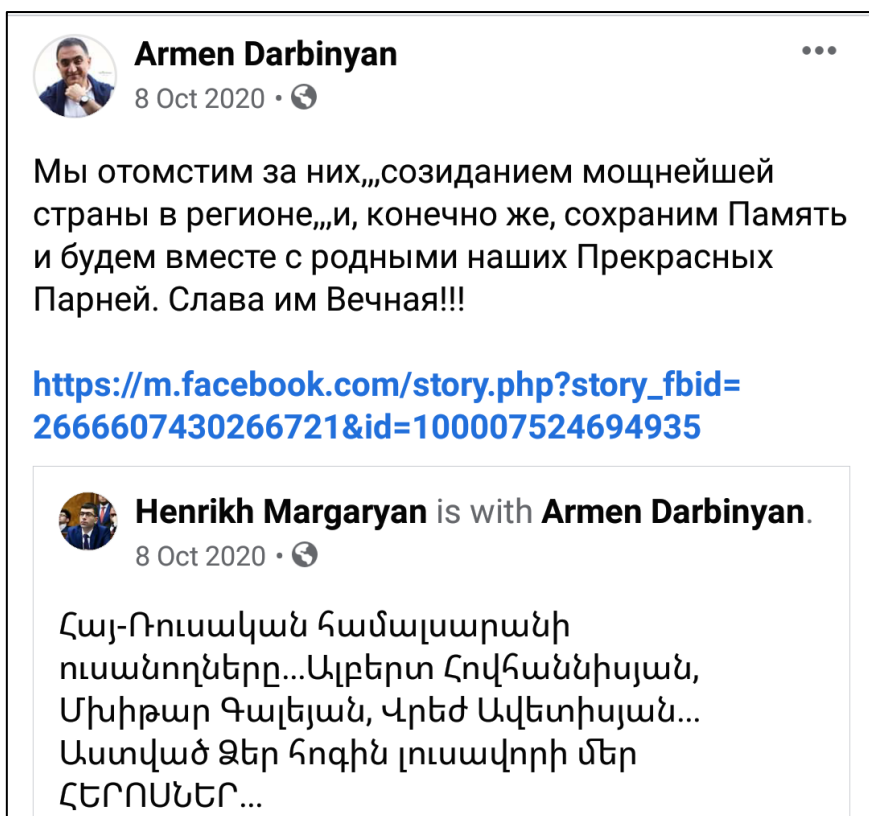 Armen Darbinyan
8 Oct 2020 ·
Мы отомстим за них,,,созиданием мощнейшей
страны в регионе,,,и, конечно же, сохраним Память
и будем вместе с родными наших Прекрасных
Парней. Слава им Вечная!!!
https://m.facebook.com/story.php?story_fbid=
2666607430266721&id=100007524694935
Henrikh Margaryan is with Armen Darbinyan.
8 Oct 2020 ·
Հայ-Ռուսական համալսարանի
ուսանողները...Ալբերտ Հովհաննիսյան,
Մխիթար Գալեյան, Վրեժ Ավետիսյան...
Աստված Ձեր հոգին լուսավորի մեր
ՀԵՐՈՍՆԵՐ...